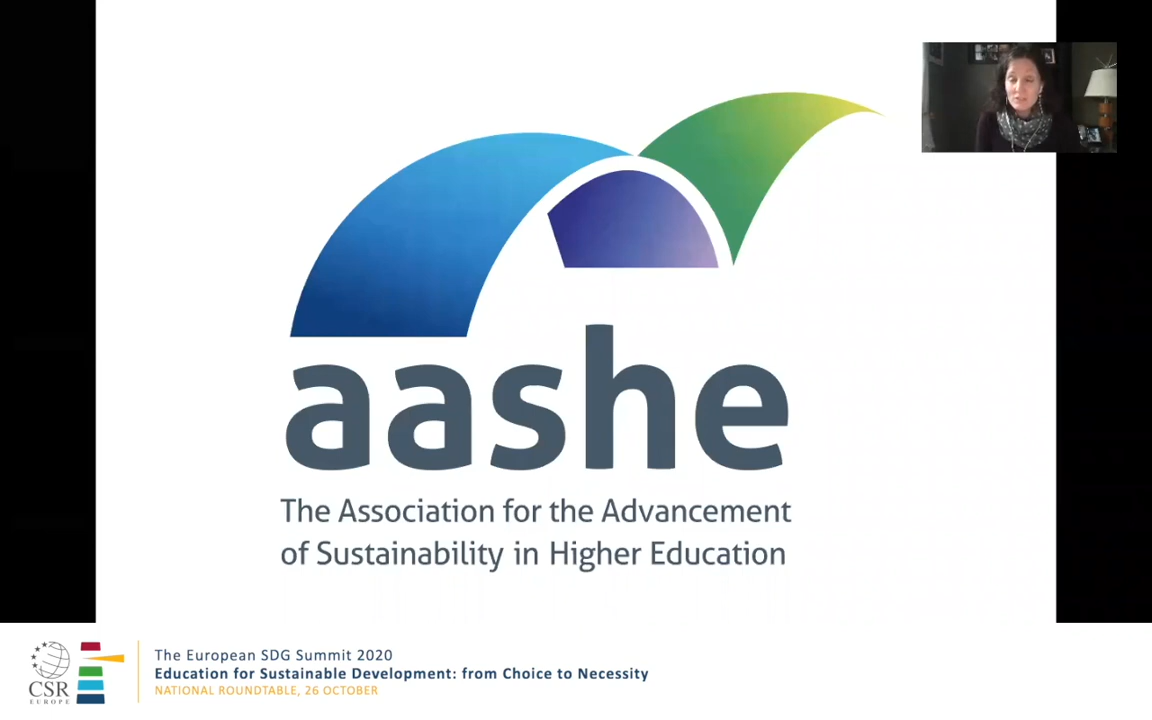 aashe
The Association for the Advancement
of Sustainability in Higher Education
CSR
EUROPE
The European SDG Summit 2020
Education for Sustainable Development: from Choice to Necessity
NATIONAL ROUNDTABLE, 26 OCTOBER